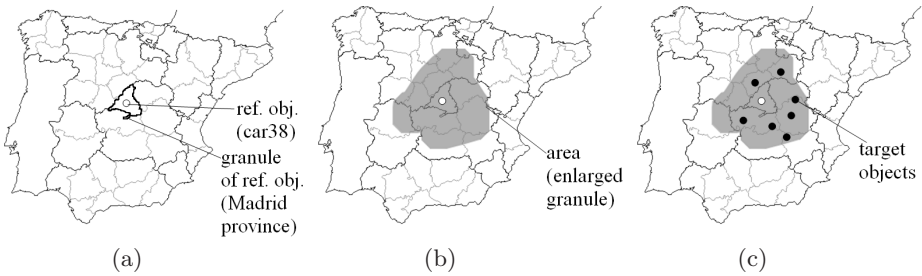 ref. obj.
(car38)
granule
of ref. obj.
(Madrid
province)
(a)
area
(enlarged
granule)
(b)
target
objects
(c)